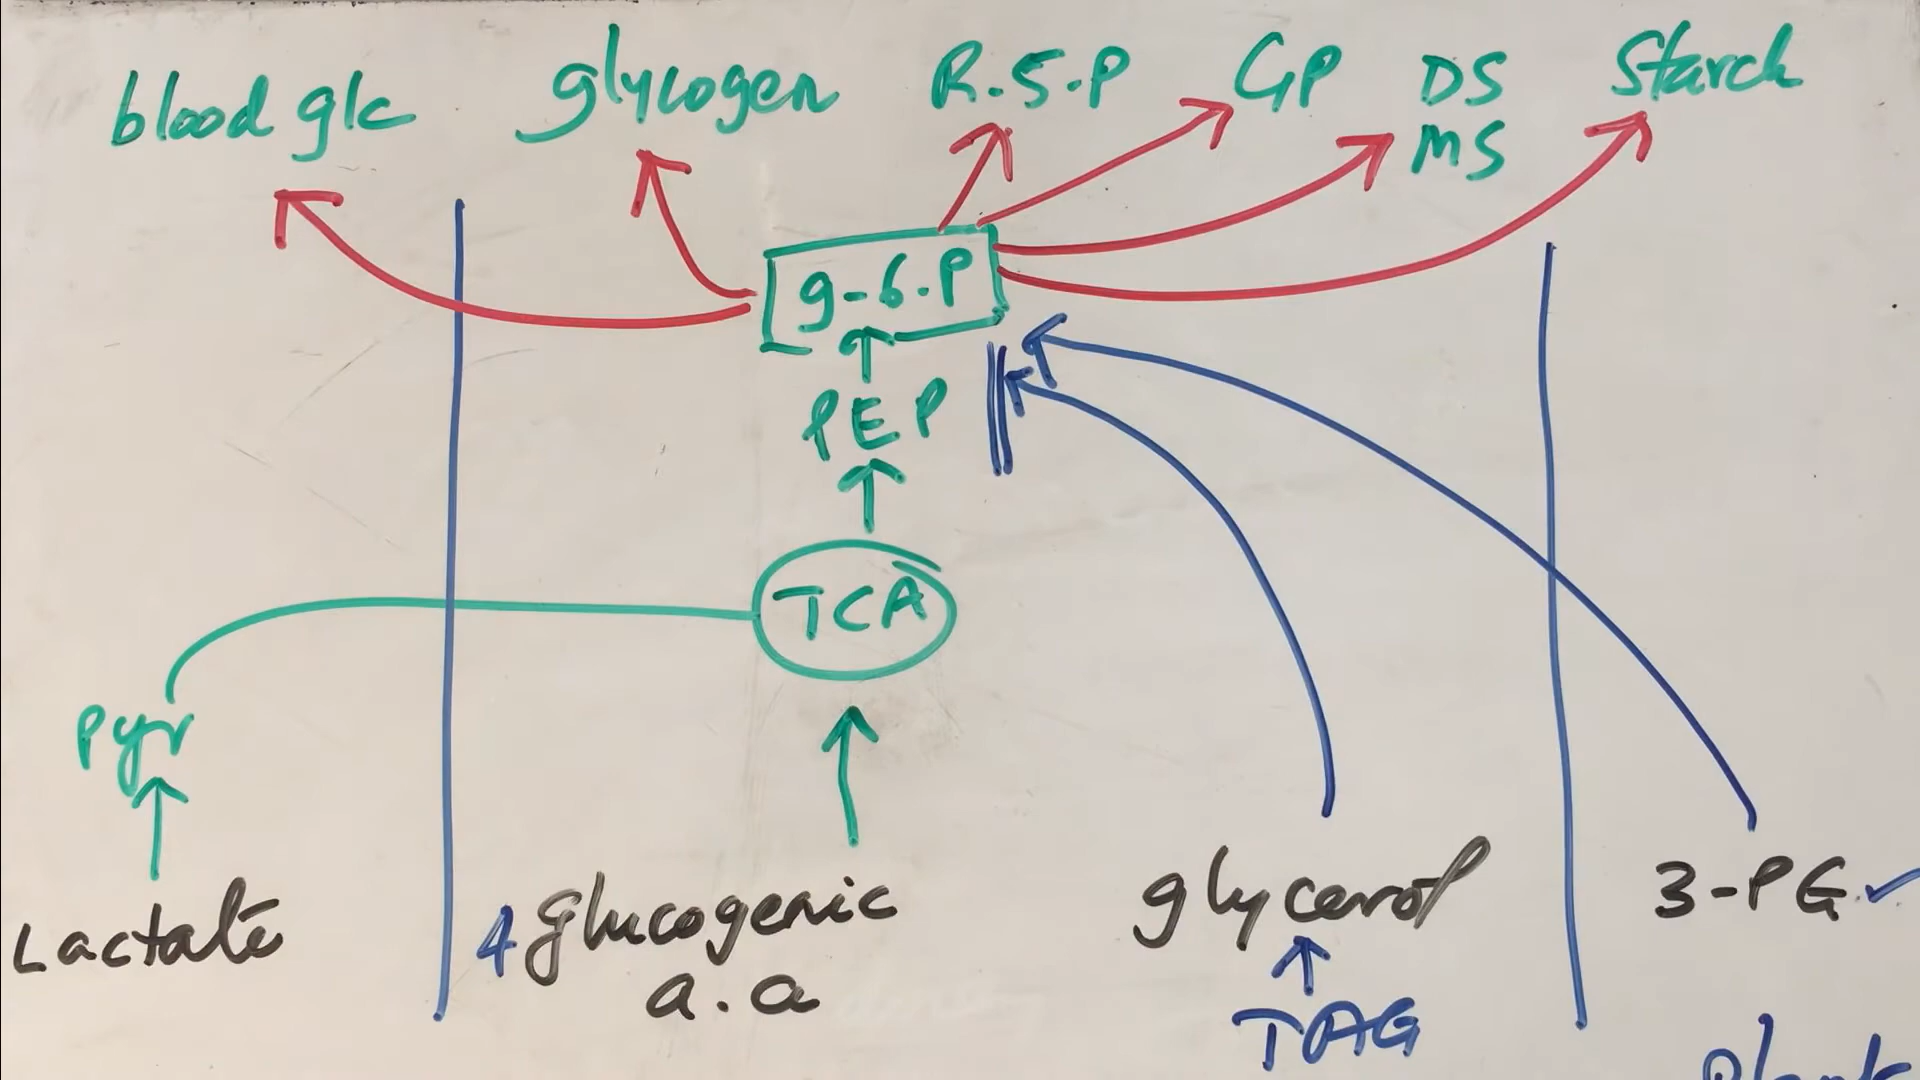 blood glc
glycogen
R.5.P
GP
DS
MS
Starch
g-6.P
PEP
TCA
Pyr
Lactate
4 glucogenic
a.a
glycerol
TAG
3-PG ✓